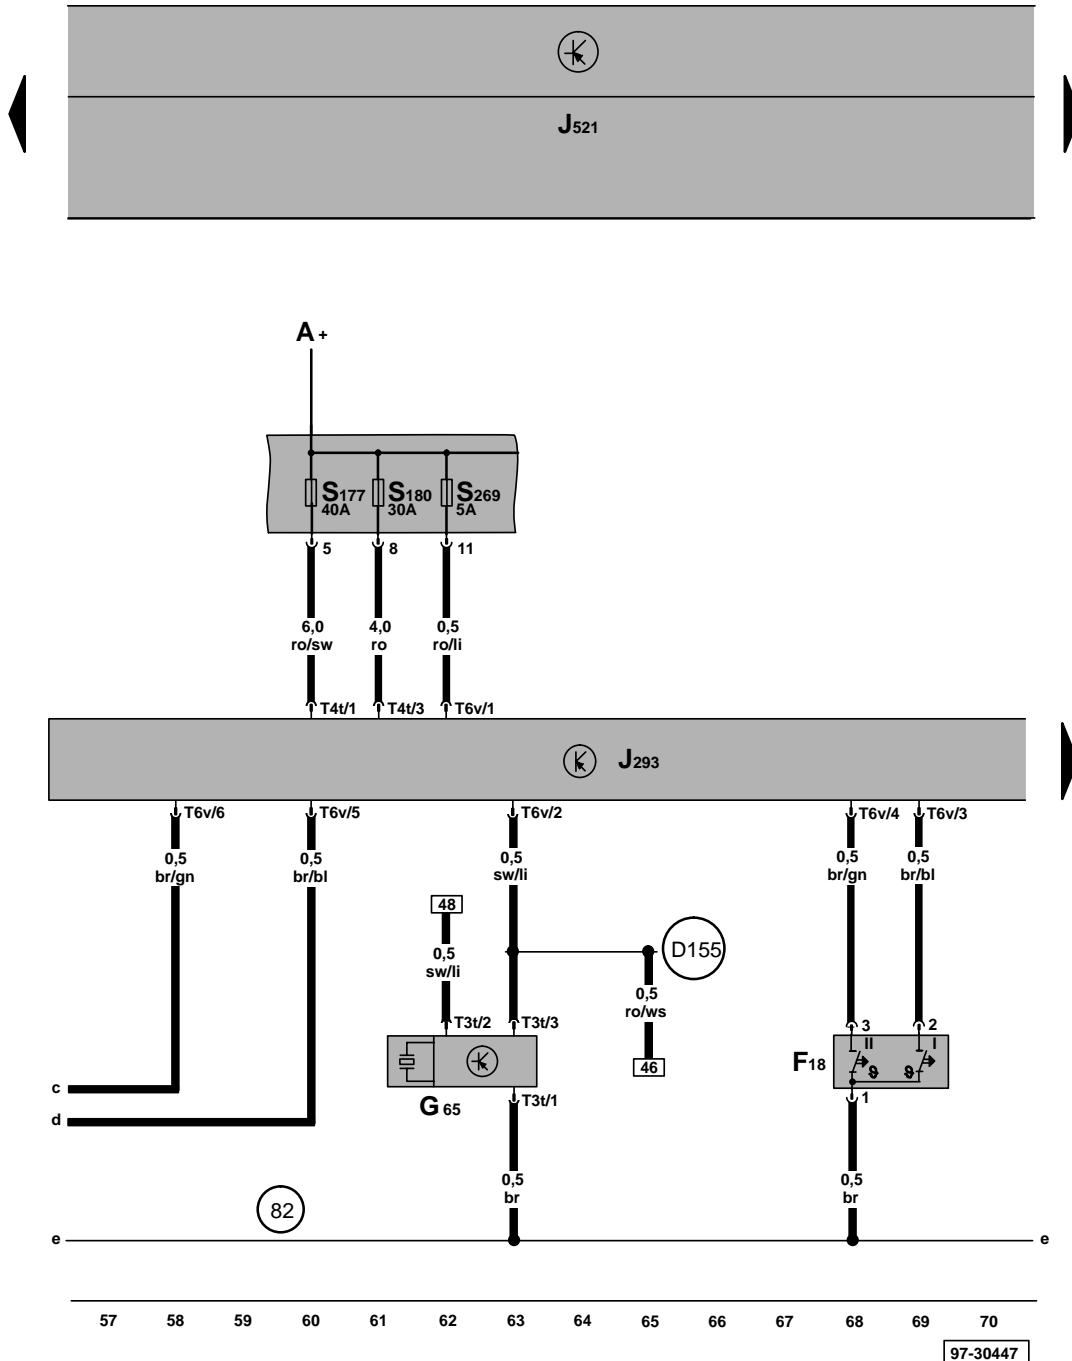 J521
A +
S177 S180 S269
40A 30A 5A
5 8 11
6,0 4,0 0,5
ro/sw ro ro/li
T4t/1 T4t/3 T6v/1
J293
T6v/6 T6v/5 T6v/2 T6v/4 T6v/3
0,5 0,5 0,5 0,5 0,5
br/gn br/bl sw/li br/gn br/bl
48
D155
0,5
sw/li
0,5
ro/ws
T3t/2 T3t/3 3 2
II I
F18
ϑ ϑ
46
c
G65 T3t/1 1
d
0,5 0,5
br br
82
e e
57 58 59 60 61 62 63 64 65 66 67 68 69 70
97-30447